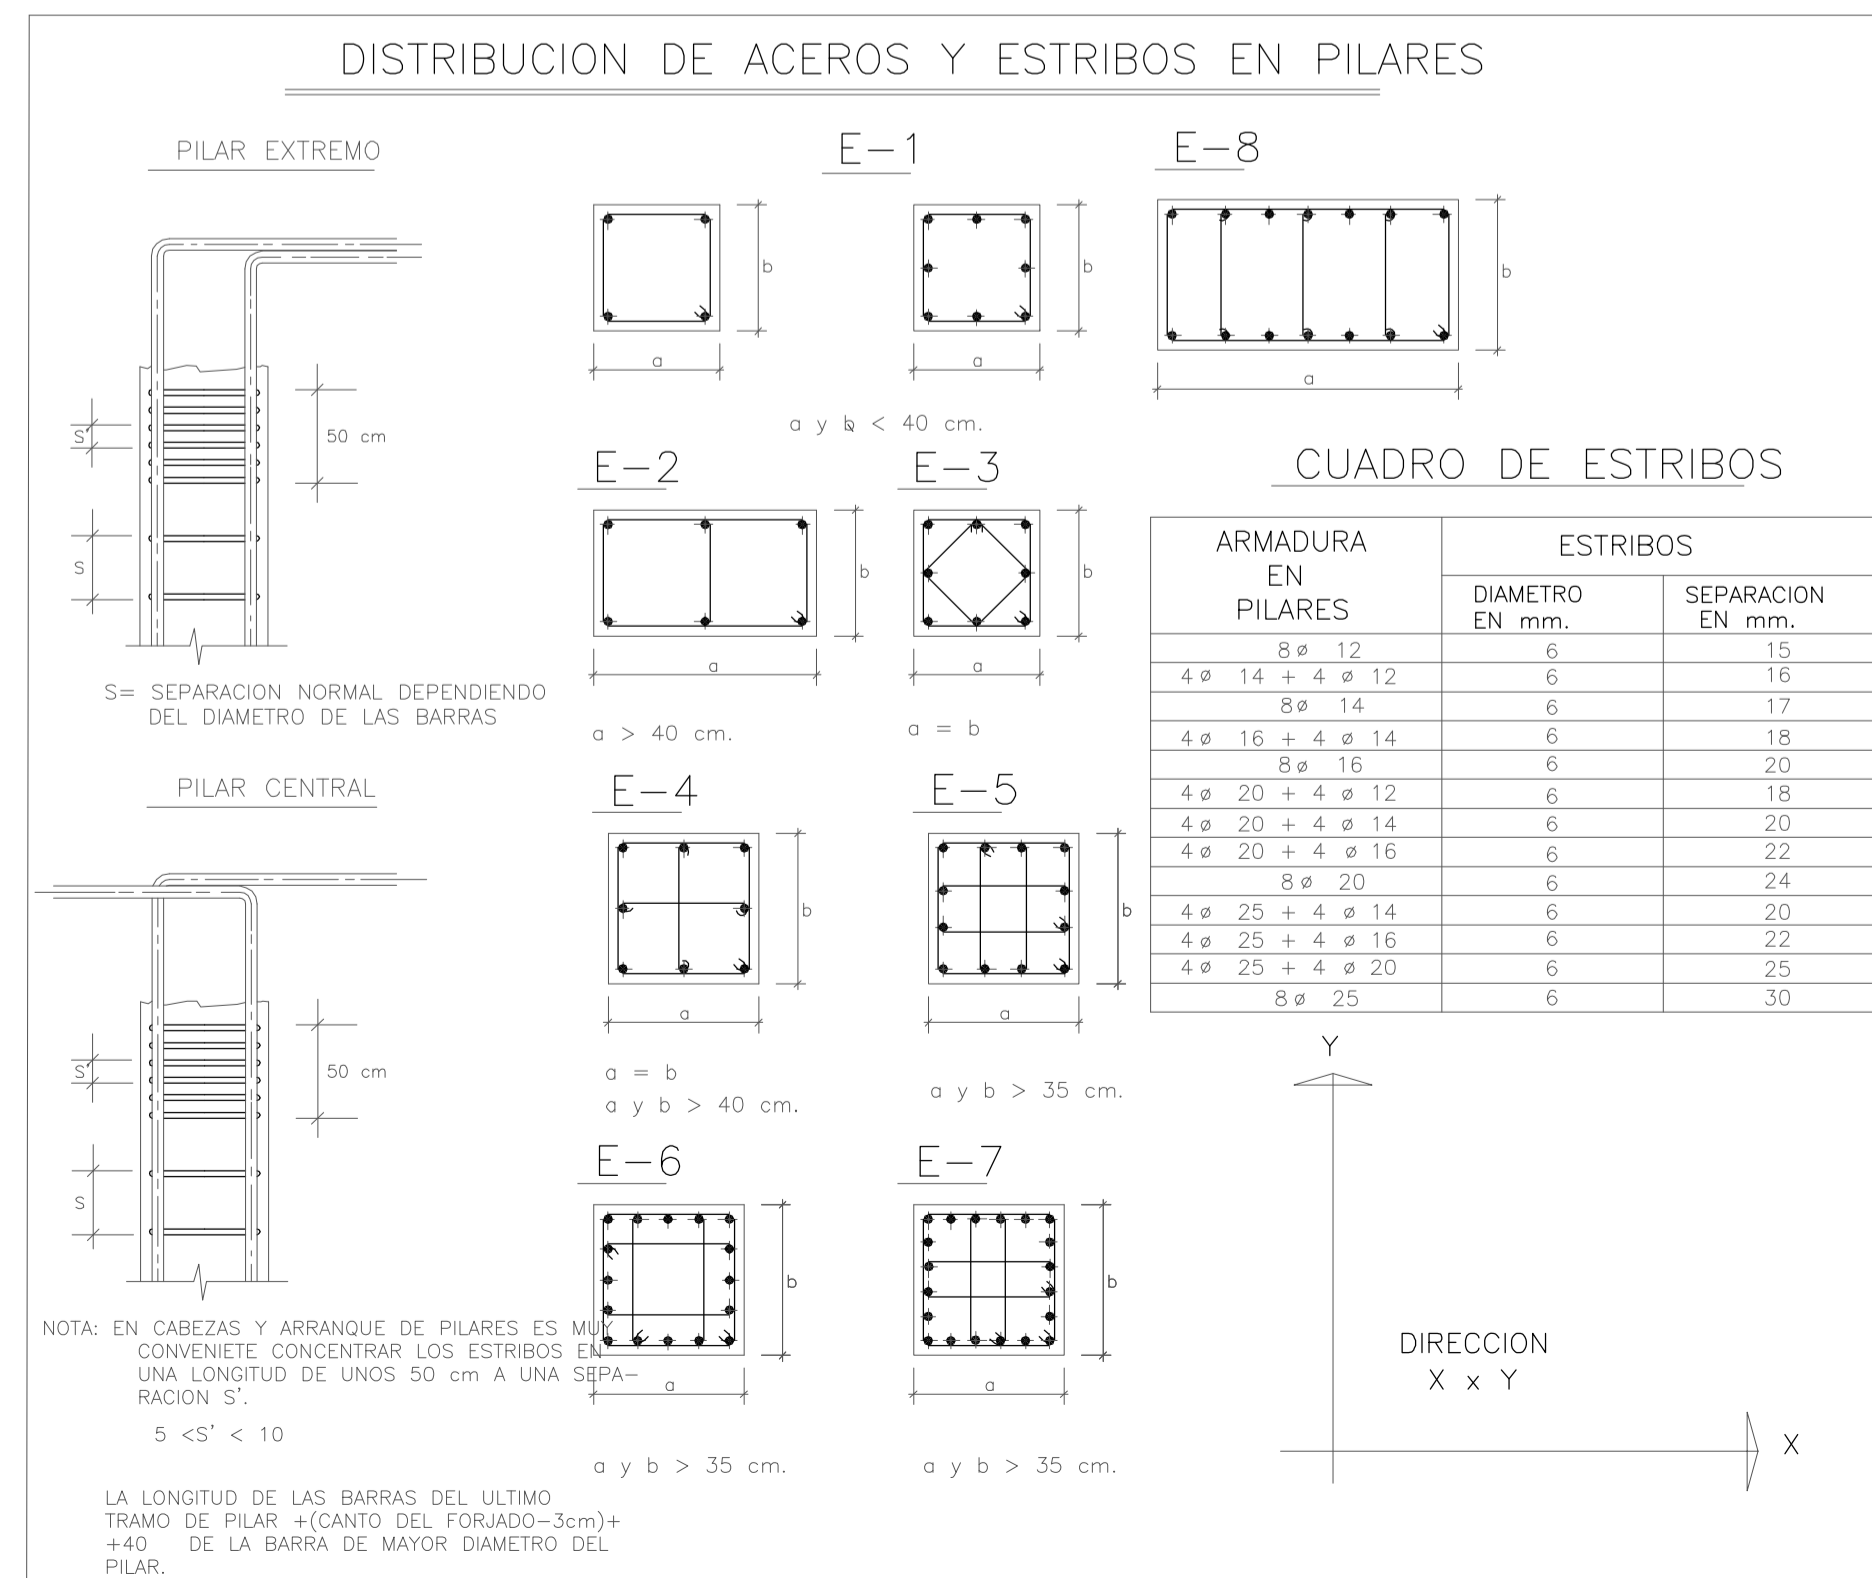 DISTRIBUCION DE ACEROS Y ESTRIBOS EN PILARES
PILAR EXTREMO
S'
50 cm
S
S= SEPARACION NORMAL DEPENDIENDO
DEL DIAMETRO DE LAS BARRAS
PILAR CENTRAL
S'
50 cm
S
NOTA: EN CABEZAS Y ARRANQUE DE PILARES ES MUY
CONVENIETE CONCENTRAR LOS ESTRIBOS EN
UNA LONGITUD DE UNOS 50 cm A UNA SEPA-
RACION S'.
5 <S' < 10
LA LONGITUD DE LAS BARRAS DEL ULTIMO
TRAMO DE PILAR +(CANTO DEL FORJADO-3cm)+
+40 DE LA BARRA DE MAYOR DIAMETRO DEL
PILAR.
E-1
b
a
b
a
a y b < 40 cm.
E-8
b
a
E-2
b
a
a > 40 cm.
E-3
b
a
a = b
E-4
b
a
a = b
a y b > 40 cm.
E-5
b
a
a y b > 35 cm.
E-6
b
a
a y b > 35 cm.
E-7
b
a
a y b > 35 cm.
CUADRO DE ESTRIBOS
ARMADURA
EN
PILARES
ESTRIBOS
DIAMETRO
EN mm.
SEPARACION
EN mm.
8ø 12 6 15
4ø 14 + 4 ø 12 6 16
8ø 14 6 17
4ø 16 + 4 ø 14 6 18
8ø 16 6 20
4ø 20 + 4 ø 12 6 18
4ø 20 + 4 ø 14 6 20
4ø 20 + 4 ø 16 6 22
8ø 20 6 24
4ø 25 + 4 ø 14 6 20
4ø 25 + 4 ø 16 6 22
4ø 25 + 4 ø 20 6 25
8ø 25 6 30
Y
DIRECCION
X x Y
X